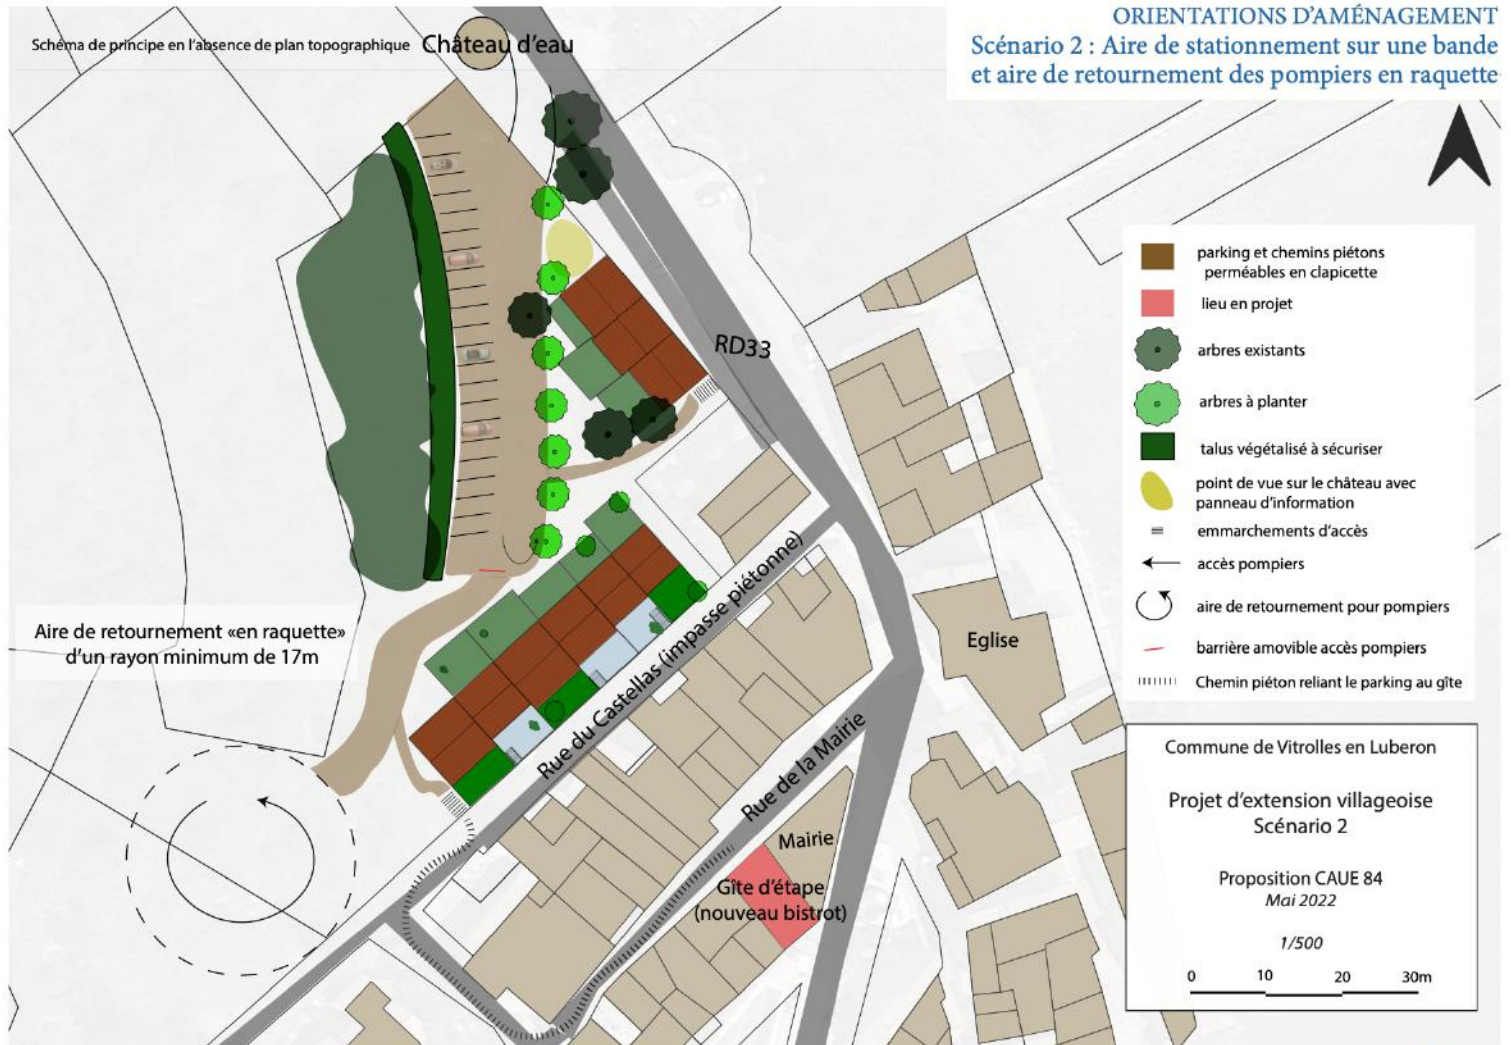 ORIENTATIONS D’AMÉNAGEMENT
Scénario 2 : Aire de stationnement sur une bande
et aire de retournement des pompiers en raquette
Schéma de principe en l’absence de plan topographique
Château d’eau
RD33
parking et chemins piétons
perméables en clapicette
lieu en projet
arbres existants
arbres à planter
talus végétalisé à sécuriser
point de vue sur le château avec
panneau d’information
emmarchements d’accès
accès pompiers
aire de retournement pour pompiers
barrière amovible accès pompiers
Chemin piéton reliant le parking au gîte
Aire de retournement «en raquette»
d’un rayon minimum de 17m
Eglise
Rue du Castellas (impasse piétonne)
Rue de la Mairie
Mairie
Gîte d’étape
(nouveau bistrot)
Commune de Vitrolles en Luberon
Projet d’extension villageoise
Scénario 2
Proposition CAUE 84
Mai 2022
1/500
0 10 20 30m